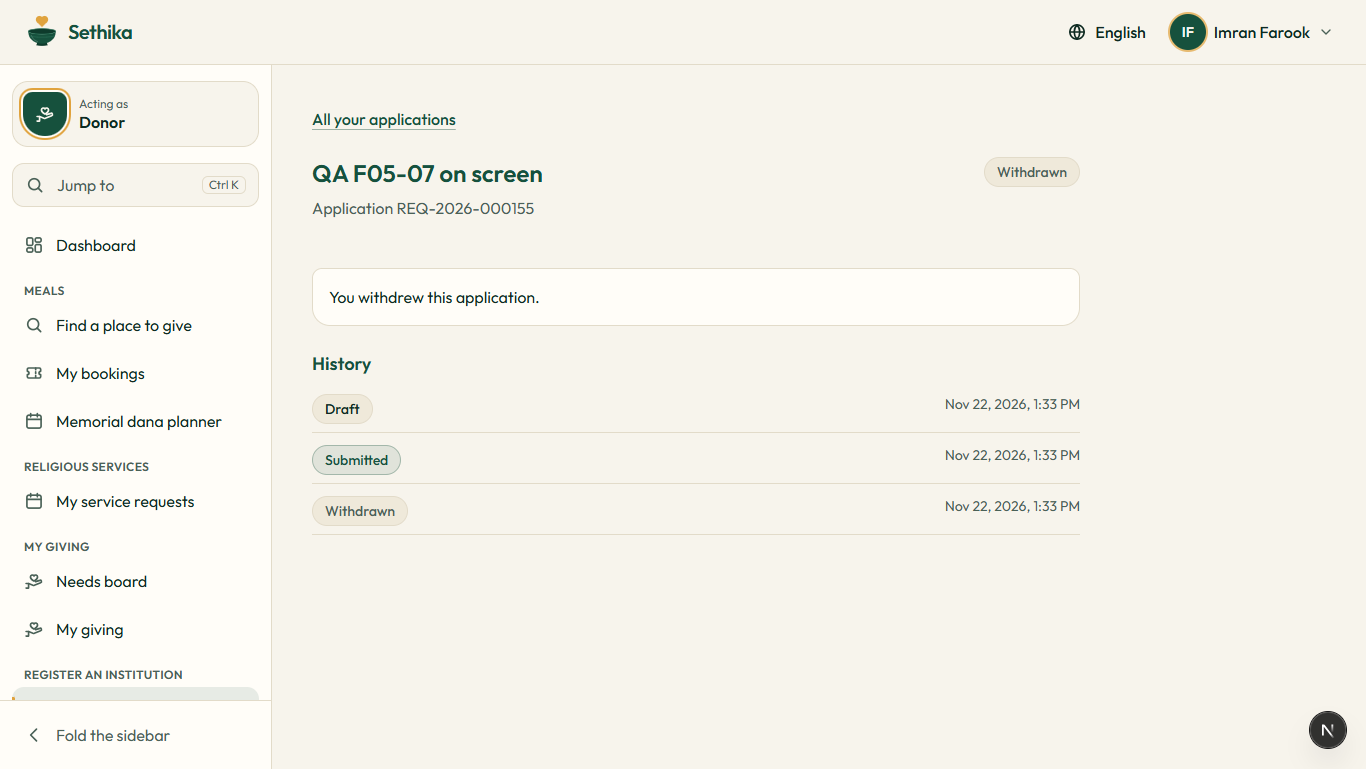 Sethika
English
IF
Imran Farook
Acting as
Donor
Jump to
Ctrl K
Dashboard
MEALS
Find a place to give
My bookings
Memorial dana planner
RELIGIOUS SERVICES
My service requests
MY GIVING
Needs board
My giving
REGISTER AN INSTITUTION
Fold the sidebar
All your applications
QA F05-07 on screen
Withdrawn
Application REQ-2026-000155
You withdrew this application.
History
Draft
Nov 22, 2026, 1:33 PM
Submitted
Nov 22, 2026, 1:33 PM
Withdrawn
Nov 22, 2026, 1:33 PM
N